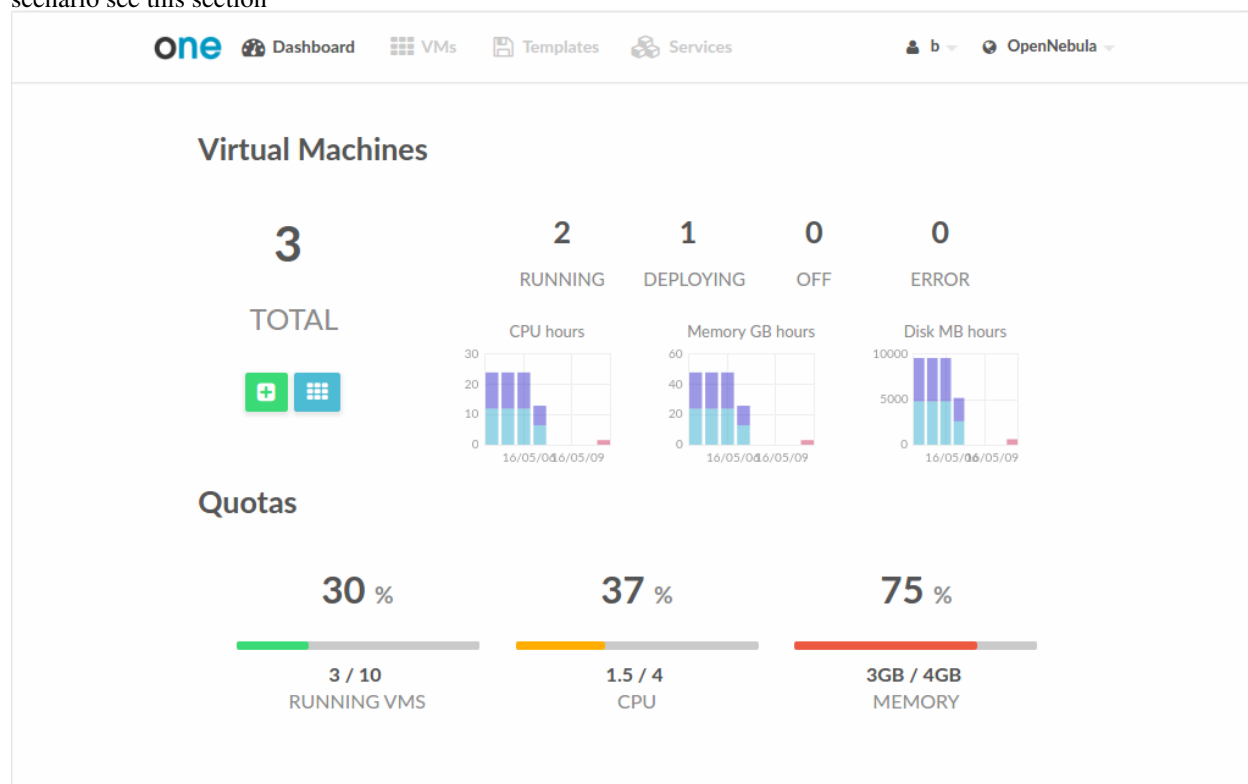 scenario see this section
one Dashboard VMs Templates Services b OpenNebula
Virtual Machines
3
TOTAL
2 1 0 0
RUNNING DEPLOYING OFF ERROR
CPU hours Memory GB hours Disk MB hours
30 60 10000
20 40
5000
10 20
0 0 0
16/05/06 16/05/09 16/05/06 16/05/09 16/05/06 16/05/09
Quotas
30 % 37 % 75 %
3 / 10 1.5 / 4 3GB / 4GB
RUNNING VMS CPU MEMORY